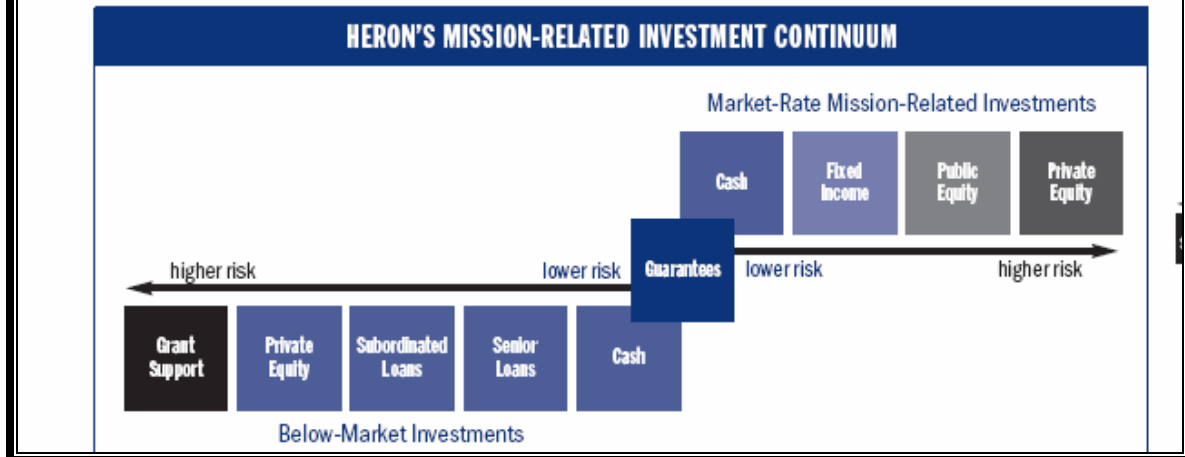 HERON'S MISSION-RELATED INVESTMENT CONTINUUM
Market-Rate Mission-Related Investments
Cash
Fixed
Income
Public
Equity
Private
Equity
higher risk
lower risk
Guarantees
lower risk
higher risk
Grant
Support
Private
Equity
Subordinated
Loans
Senior
Loans
Cash
Below-Market Investments